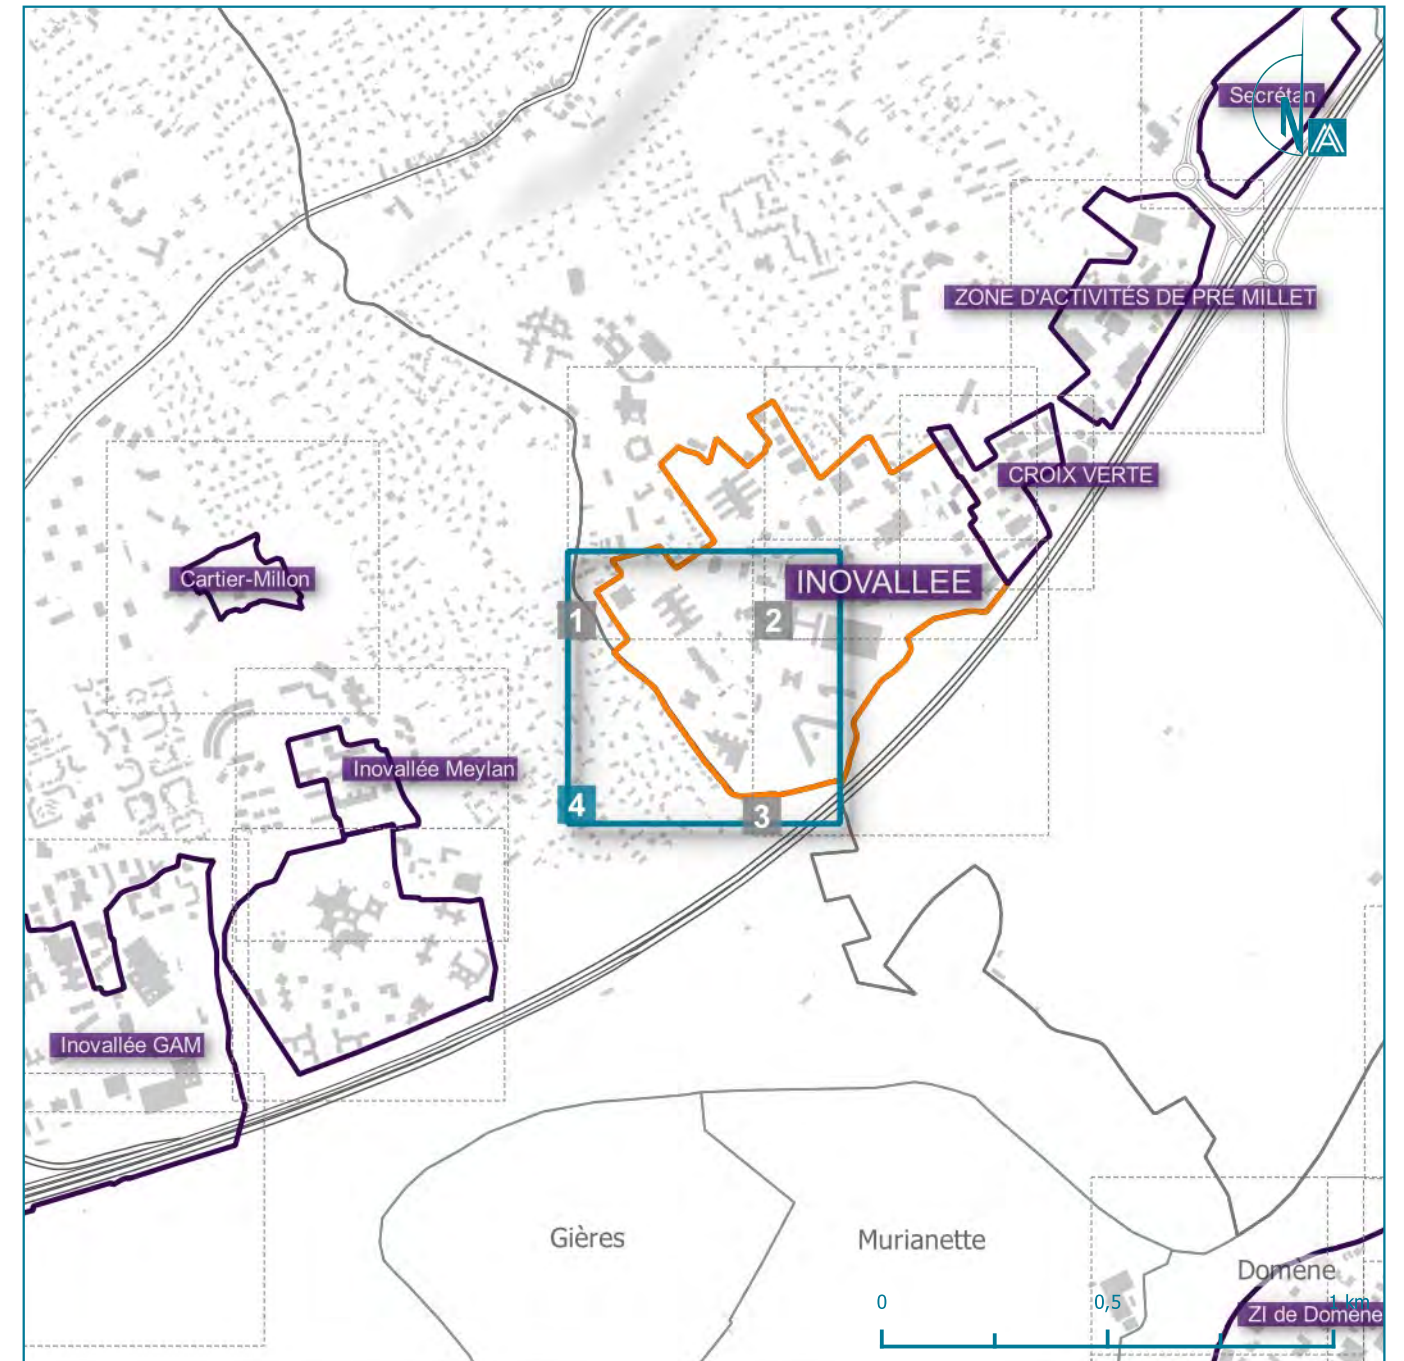 Secrétan
N
ZONE D'ACTIVITÉS DE PRE MILLET
CROIX VERTE
Cartier-Millon
INOVALLEE
1
2
Inovallée Meylan
4
3
Inovallée GAM
Gières
Murianette
Domène
0
0,5
1 km
ZI de Domène